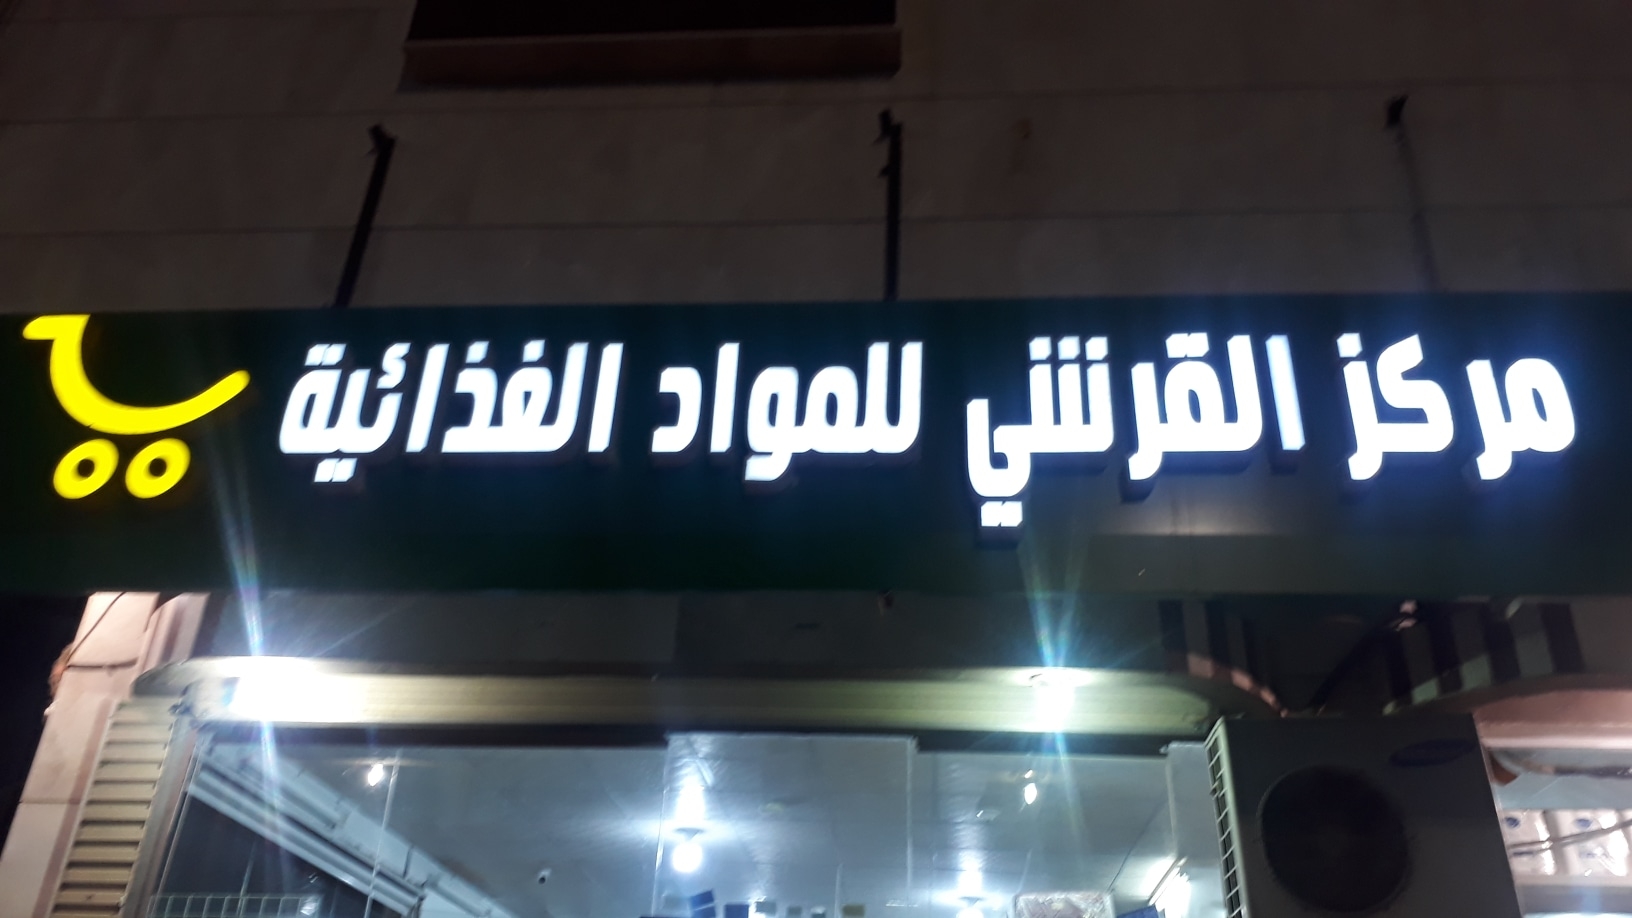 مركز القرشي للمواد الغذائية